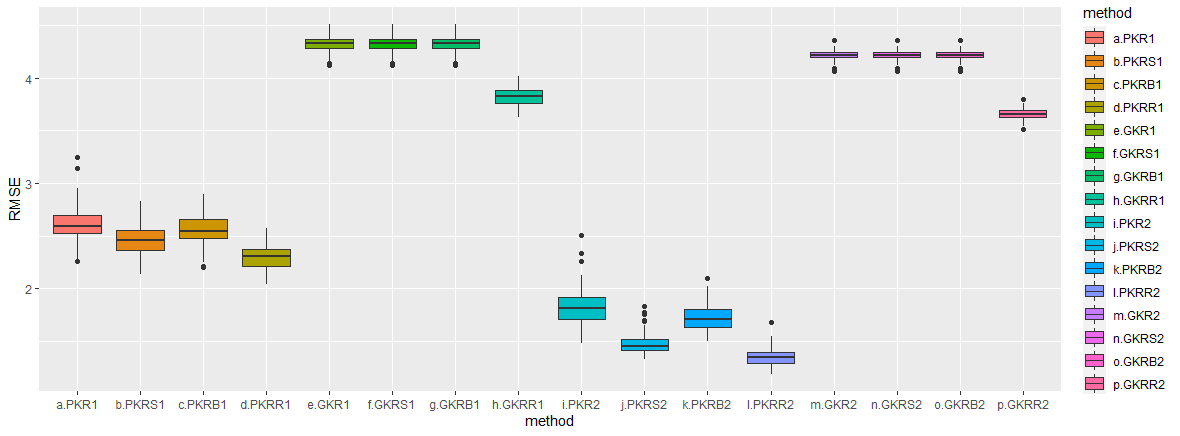 RMSE
4
3
2
a.PKR1
b.PKRS1
c.PKRB1
d.PKRR1
e.GKR1
f.GKRS1
g.GKRB1
h.GKRR1
i.PKR2
j.PKRS2
k.PKRB2
l.PKRR2
m.GKR2
n.GKRS2
o.GKRB2
p.GKRR2
method
method
a.PKR1
b.PKRS1
c.PKRB1
d.PKRR1
e.GKR1
f.GKRS1
g.GKRB1
h.GKRR1
i.PKR2
j.PKRS2
k.PKRB2
l.PKRR2
m.GKR2
n.GKRS2
o.GKRB2
p.GKRR2